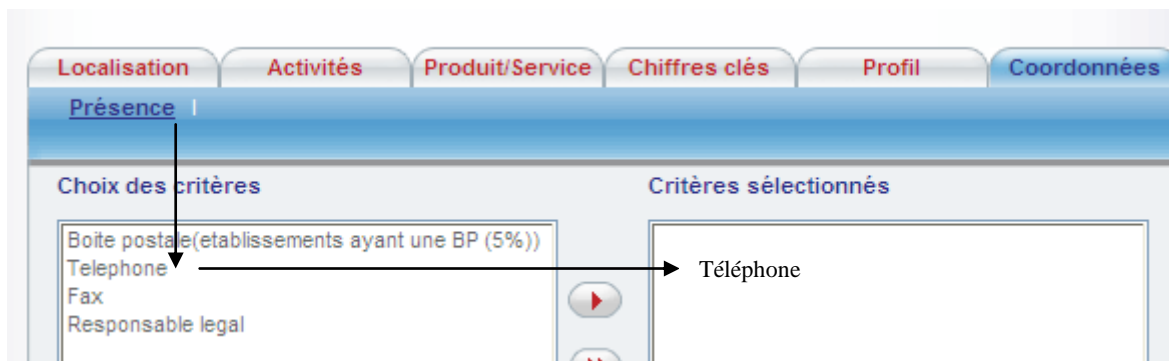 Localisation Activités Produit/Service Chiffres clés Profil Coordonnées
Présence
Choix des critères Critères sélectionnés
Boite postale(etablissements ayant une BP (5%))
Telephone Téléphone
Fax
Responsable legal